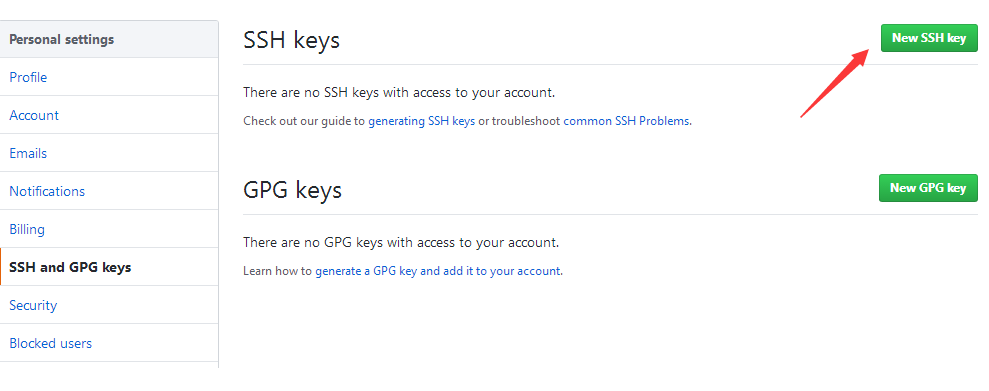 Personal settings
Profile
Account
Emails
Notifications
Billing
SSH and GPG keys
Security
Blocked users
SSH keys
New SSH key
There are no SSH keys with access to your account.
Check out our guide to generating SSH keys or troubleshoot common SSH Problems.
GPG keys
New GPG key
There are no GPG keys with access to your account.
Learn how to generate a GPG key and add it to your account.